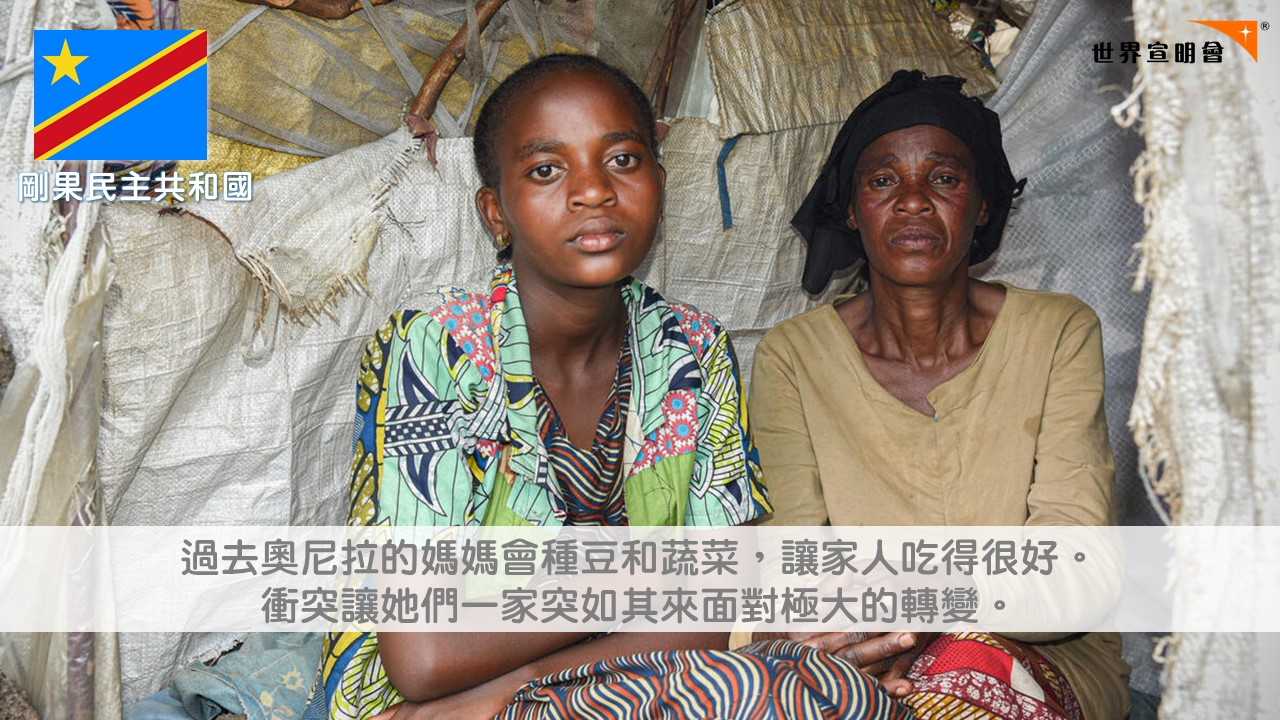 世界宣明會®
剛果民主共和國
過去奧尼拉的媽媽會種豆和蔬菜，讓家人吃得很好。
衝突讓她們一家突如其來面對極大的轉變。